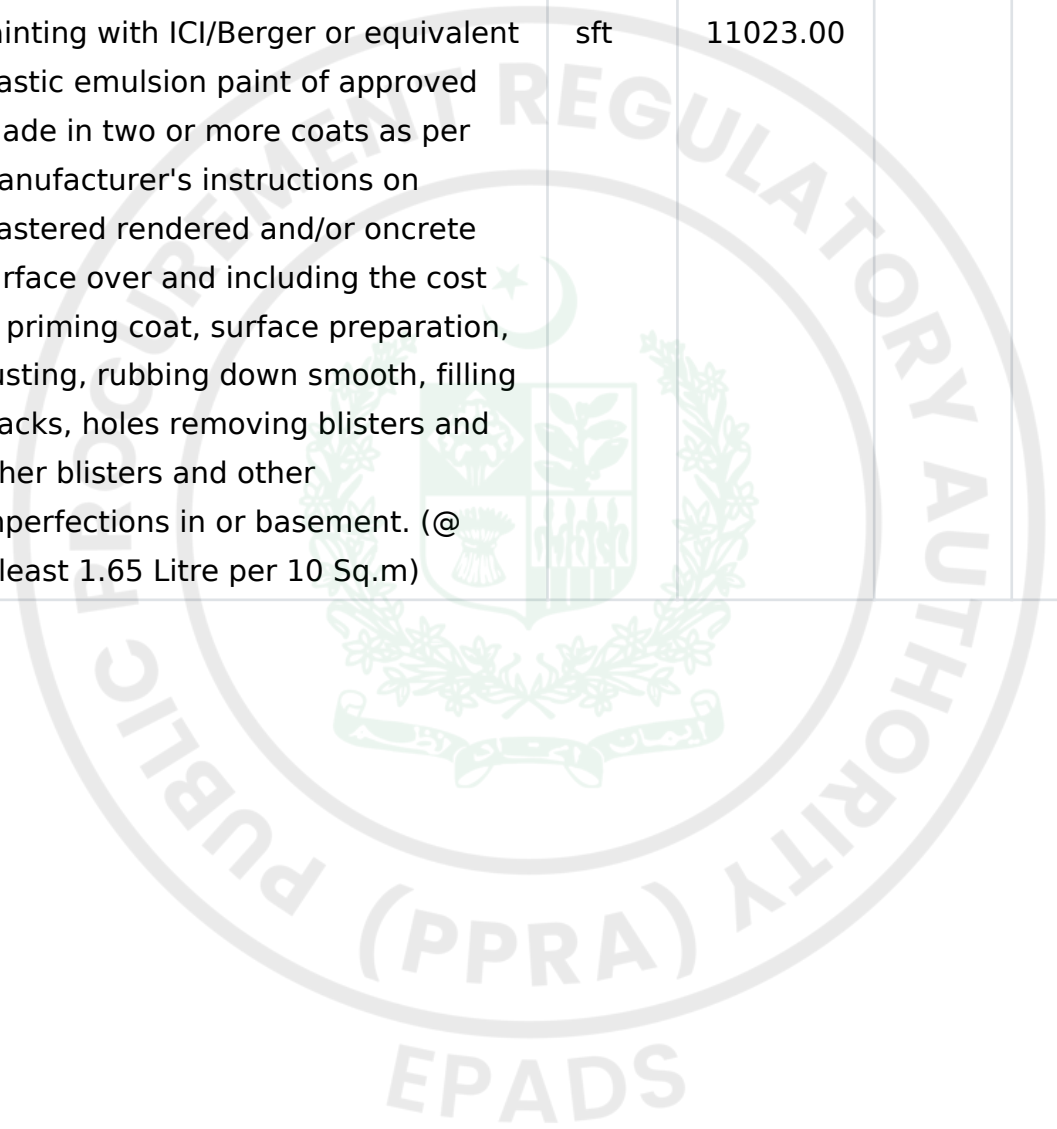 ainting with ICI/Berger or equivalent sft 11023.00
astic emulsion paint of approved
ade in two or more coats as per
anufacturer's instructions on
astered rendered and/or oncrete
rface over and including the cost
priming coat, surface preparation,
usting, rubbing down smooth, filling
acks, holes removing blisters and
her blisters and other
perfections in or basement. (@
least 1.65 Litre per 10 Sq.m)
PUBLIC PROCUREMENT REGULATORY AUTHORITY
(PPRA)
EPADS